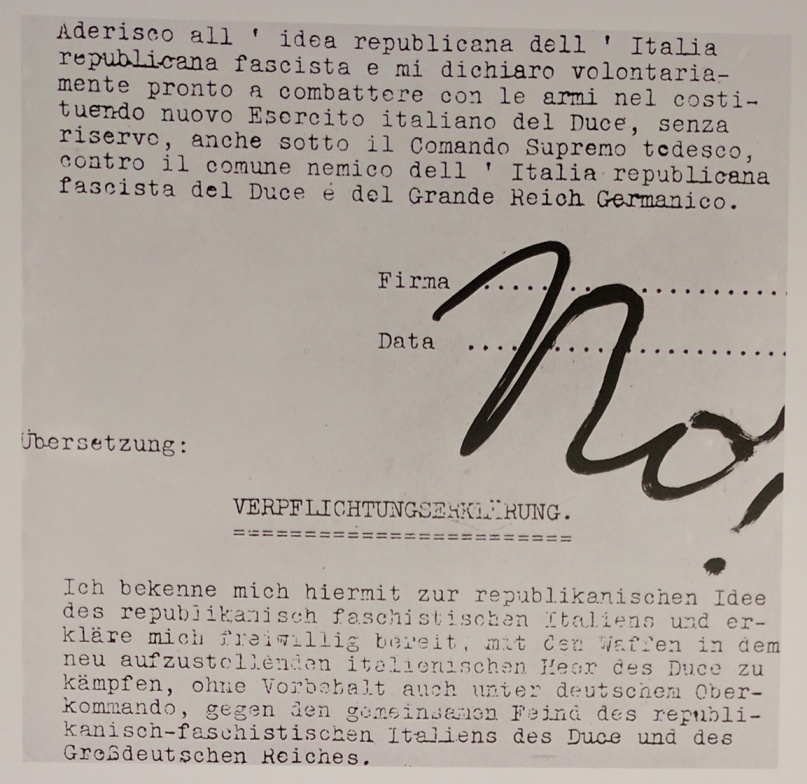 Aderisco all ' idea republicana dell ' Italia
republicana fascista e mi dichiaro volontaria-
mente pronto a combattere con le armi nel costi-
tuendo nuovo Esercito italiano del Duce, senza
riserve, anche sotto il Comando Supremo tedesco,
contro il comune nemico dell ' Italia republicana
fascista del Duce e del Grande Reich Germanico.
Firma ....................
Data ....................
No!
Übersetzung:
VERPFLICHTUNGSERKLÄRUNG.
========================
Ich bekenne mich hiermit zur republikanischen Idee
des republikanisch faschistischen Italiens und er-
kläre mich freiwillig bereit, mit den Waffen in dem
neu aufzustellenden italienischen Heer des Duce zu
kämpfen, ohne Vorbehalt auch unter deutschem Ober-
kommando, gegen den gemeinsamen Feind des republi-
kanisch-faschistischen Italiens des Duce und des
Großdeutschen Reiches.